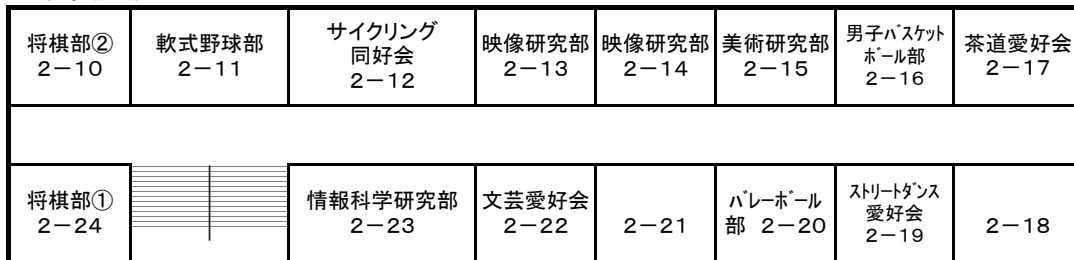 将棋部②
2－10
軟式野球部
2－11
サイクリング
同好会
2－12
映像研究部
2－13
映像研究部
2－14
美術研究部
2－15
男子ﾊﾞｽｹｯﾄ
ﾎﾞｰﾙ部
2－16
茶道愛好会
2－17
将棋部①
2－24
情報科学研究部
2－23
文芸愛好会
2－22
2－21
ﾊﾞﾚｰﾎﾞｰﾙ
部 2－20
ｽﾄﾘｰﾄﾀﾞﾝｽ
愛好会
2－19
2－18